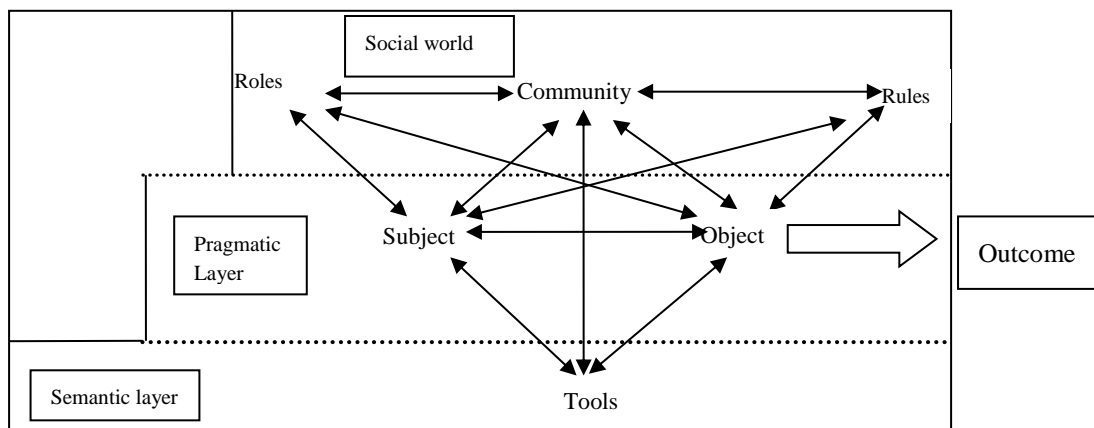 Social world
Roles
Community
Rules
Pragmatic
Layer
Subject
Object
Outcome
Semantic layer
Tools